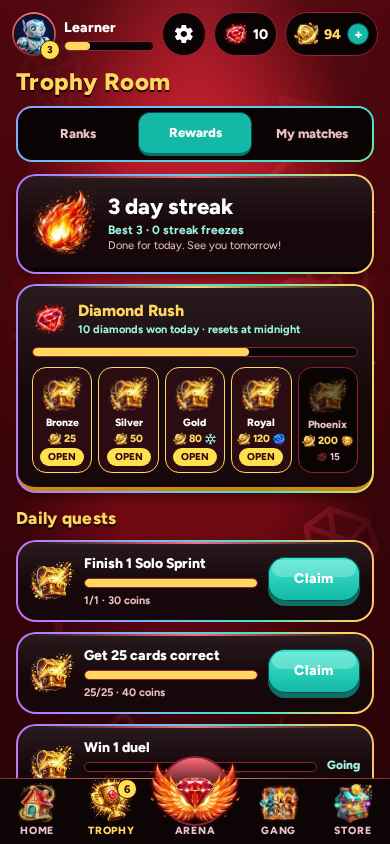 Learner
3
10
94 +
Trophy Room
Ranks
Rewards
My matches
3 day streak
Best 3 · 0 streak freezes
Done for today. See you tomorrow!
Diamond Rush
10 diamonds won today · resets at midnight
Bronze
25
OPEN
Silver
50
OPEN
Gold
80
OPEN
Royal
120
OPEN
Phoenix
200
15
Daily quests
Finish 1 Solo Sprint
1/1 · 30 coins
Claim
Get 25 cards correct
25/25 · 40 coins
Claim
Win 1 duel
Going
HOME
6
TROPHY
ARENA
GANG
STORE